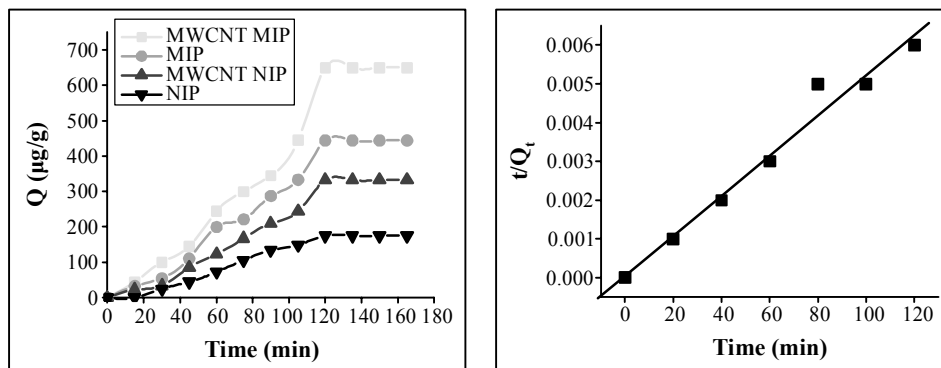 MWCNT MIP
MIP
MWCNT NIP
NIP
700
600
500
400
300
200
100
0
0 20 40 60 80 100 120 140 160 180
Time (min)
Q (µg/g)
0.006
0.005
0.004
0.003
0.002
0.001
0.000
0 20 40 60 80 100 120
Time (min)
t/Qt